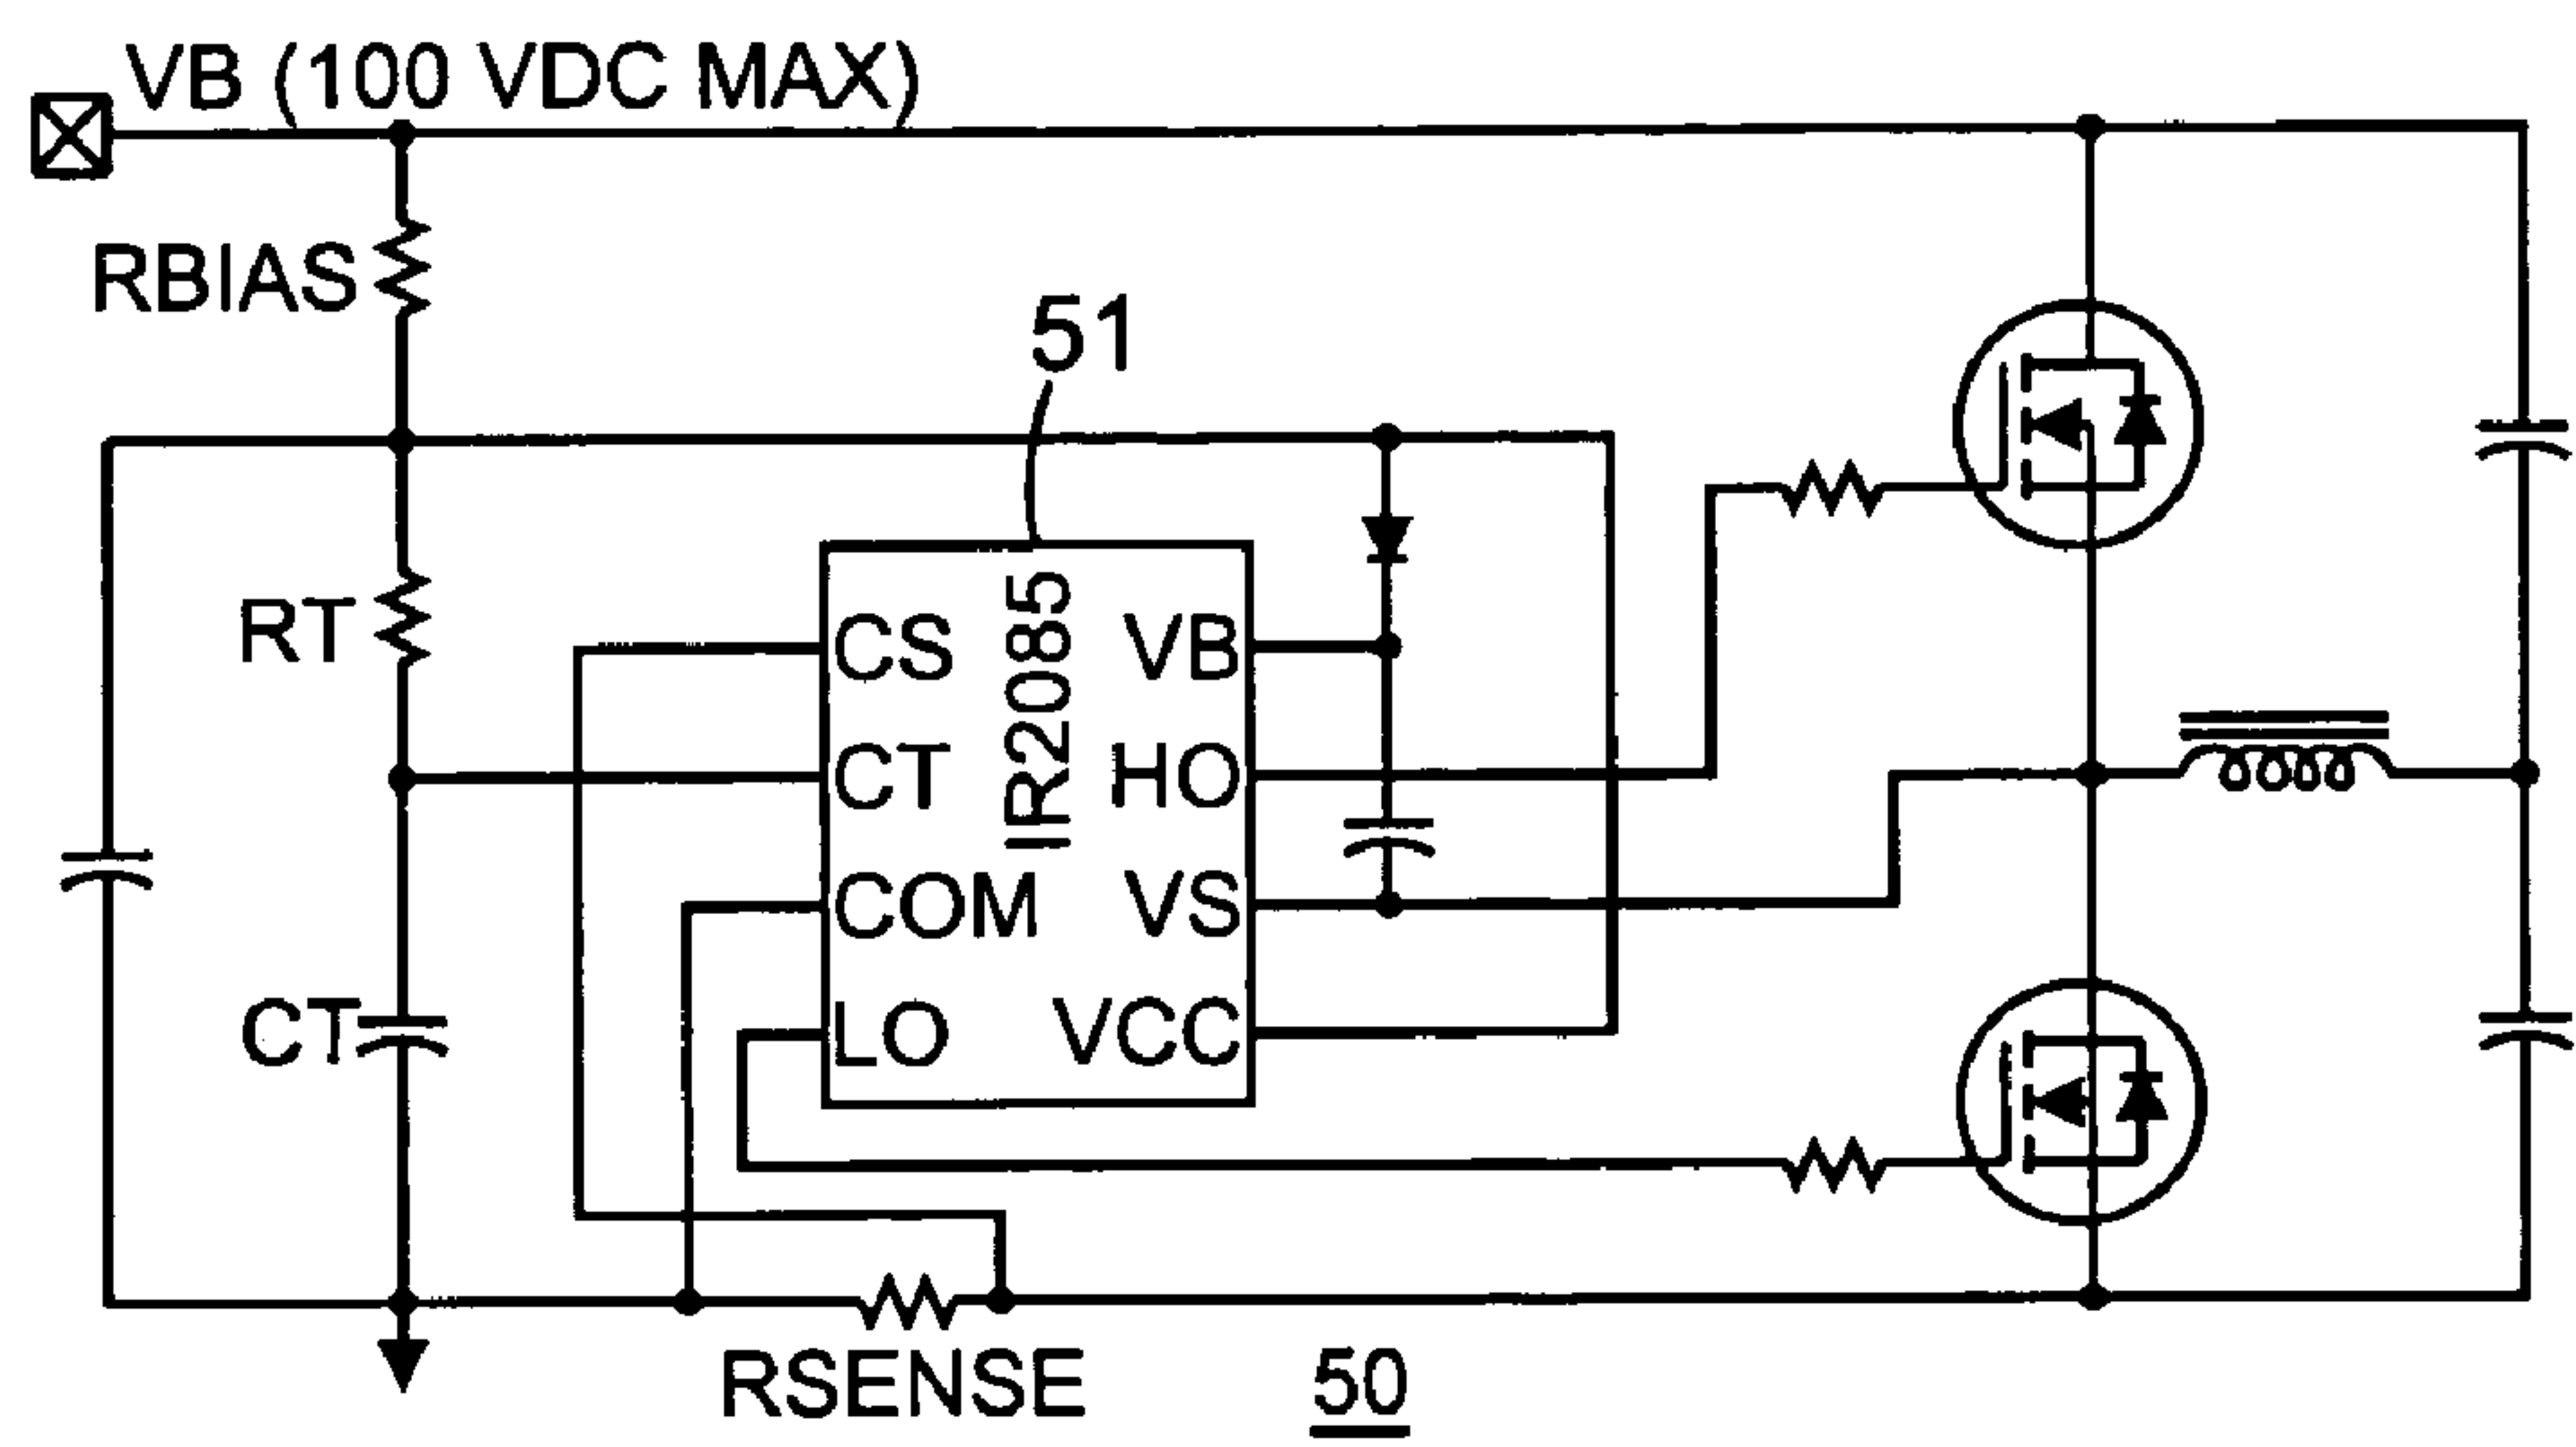 VB (100 VDC MAX)
RBIAS
51
RT
IR2085
CS
VB
CT
HO
COM
VS
CT
LO
VCC
RSENSE
50